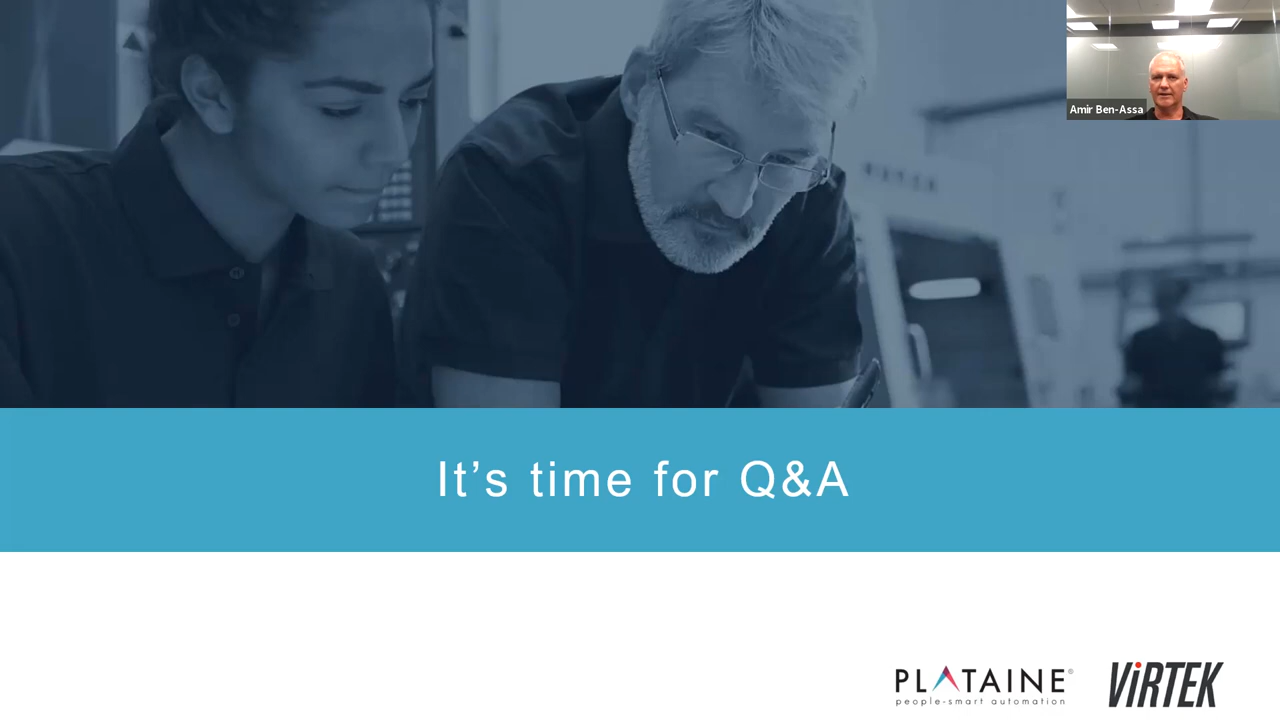 Amir Ben-Assa
It’s time for Q&A
PLATAINE®
people-smart automation
ViRTEK